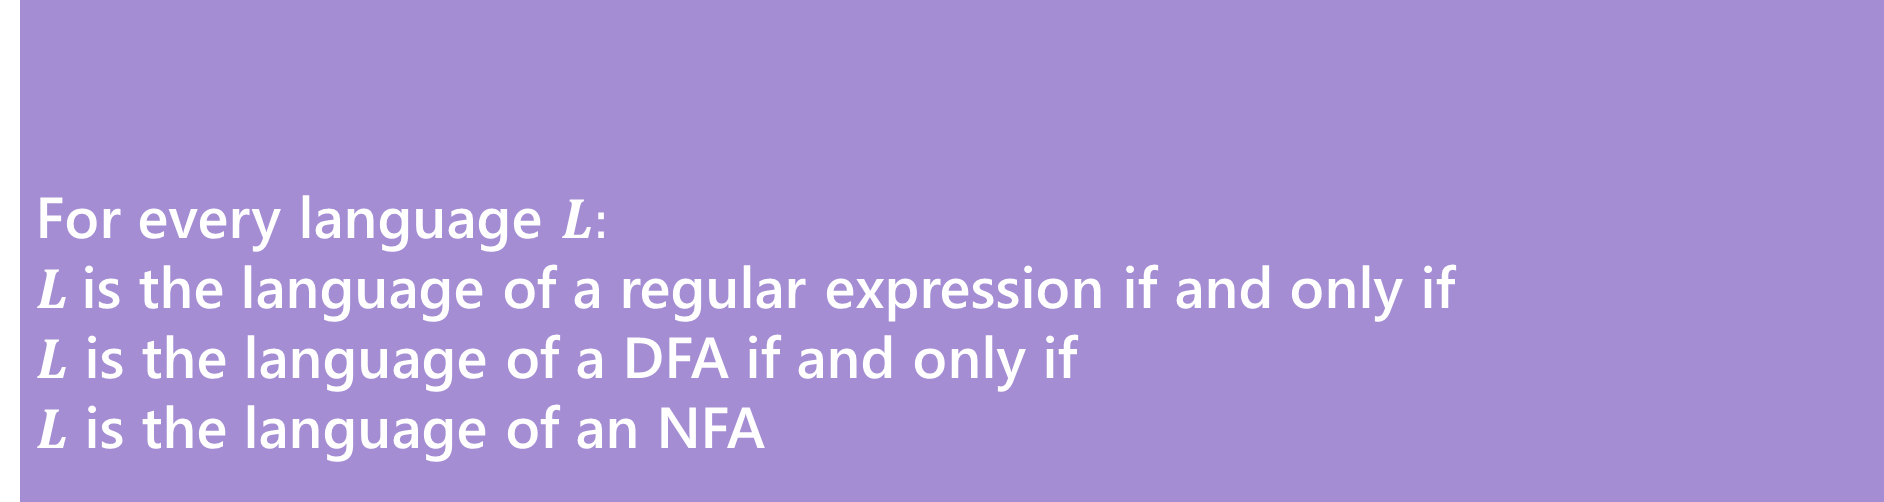 For every language L:
L is the language of a regular expression if and only if
L is the language of a DFA if and only if
L is the language of an NFA